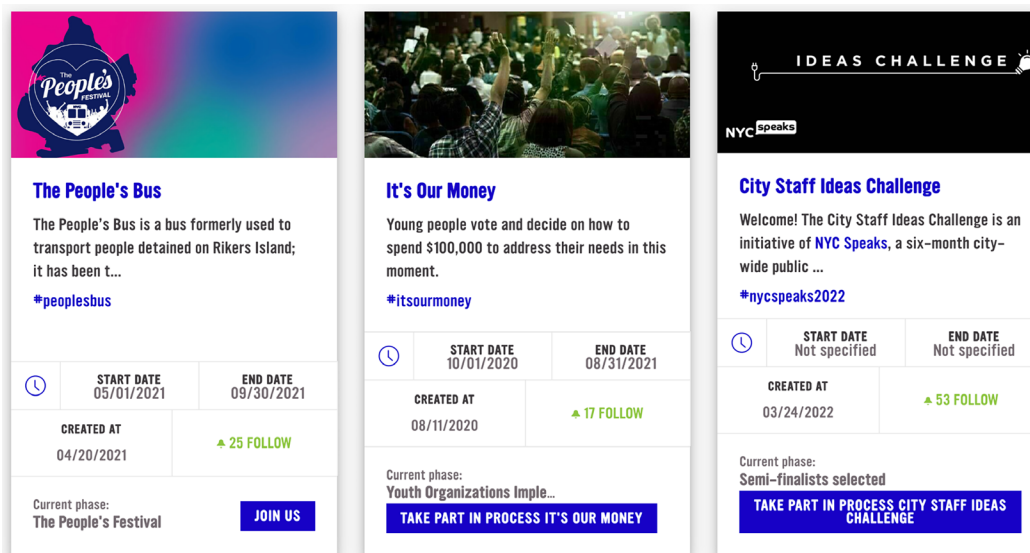 The
People's
FESTIVAL
The People's Bus
The People's Bus is a bus formerly used to
transport people detained on Rikers Island;
it has been t...
#peoplesbus
START DATE
05/01/2021
END DATE
09/30/2021
CREATED AT
04/20/2021
25 FOLLOW
Current phase:
The People's Festival
JOIN US
It's Our Money
Young people vote and decide on how to
spend $100,000 to address their needs in this
moment.
#itsourmoney
START DATE
10/01/2020
END DATE
08/31/2021
CREATED AT
08/11/2020
17 FOLLOW
Current phase:
Youth Organizations Imple...
TAKE PART IN PROCESS IT'S OUR MONEY
IDEAS CHALLENGE
NYC speaks
City Staff Ideas Challenge
Welcome! The City Staff Ideas Challenge is an
initiative of NYC Speaks, a six-month city-
wide public ...
#nycspeaks2022
START DATE
Not specified
END DATE
Not specified
CREATED AT
03/24/2022
53 FOLLOW
Current phase:
Semi-finalists selected
TAKE PART IN PROCESS CITY STAFF IDEAS
CHALLENGE